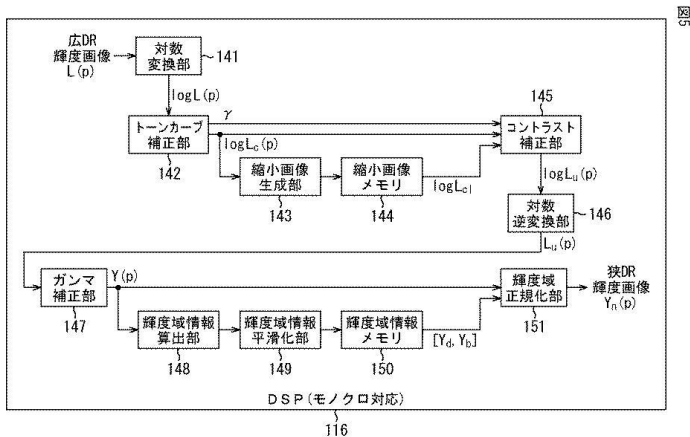 図5
広DR
輝度画像
L(p)
対数
変換部
141
logL(p)
トーンカーブ
補正部
142
γ
logLc(p)
縮小画像
生成部
143
縮小画像
メモリ
144
logLcl
145
コントラスト
補正部
logLu(p)
対数
逆変換部
146
Lu(p)
ガンマ
補正部
147
Y(p)
輝度域情報
算出部
148
輝度域情報
平滑化部
149
輝度域情報
メモリ
150
[Yd,Yb]
輝度域
正規化部
151
狭DR
輝度画像
Yn(p)
DSP(モノクロ対応)
116